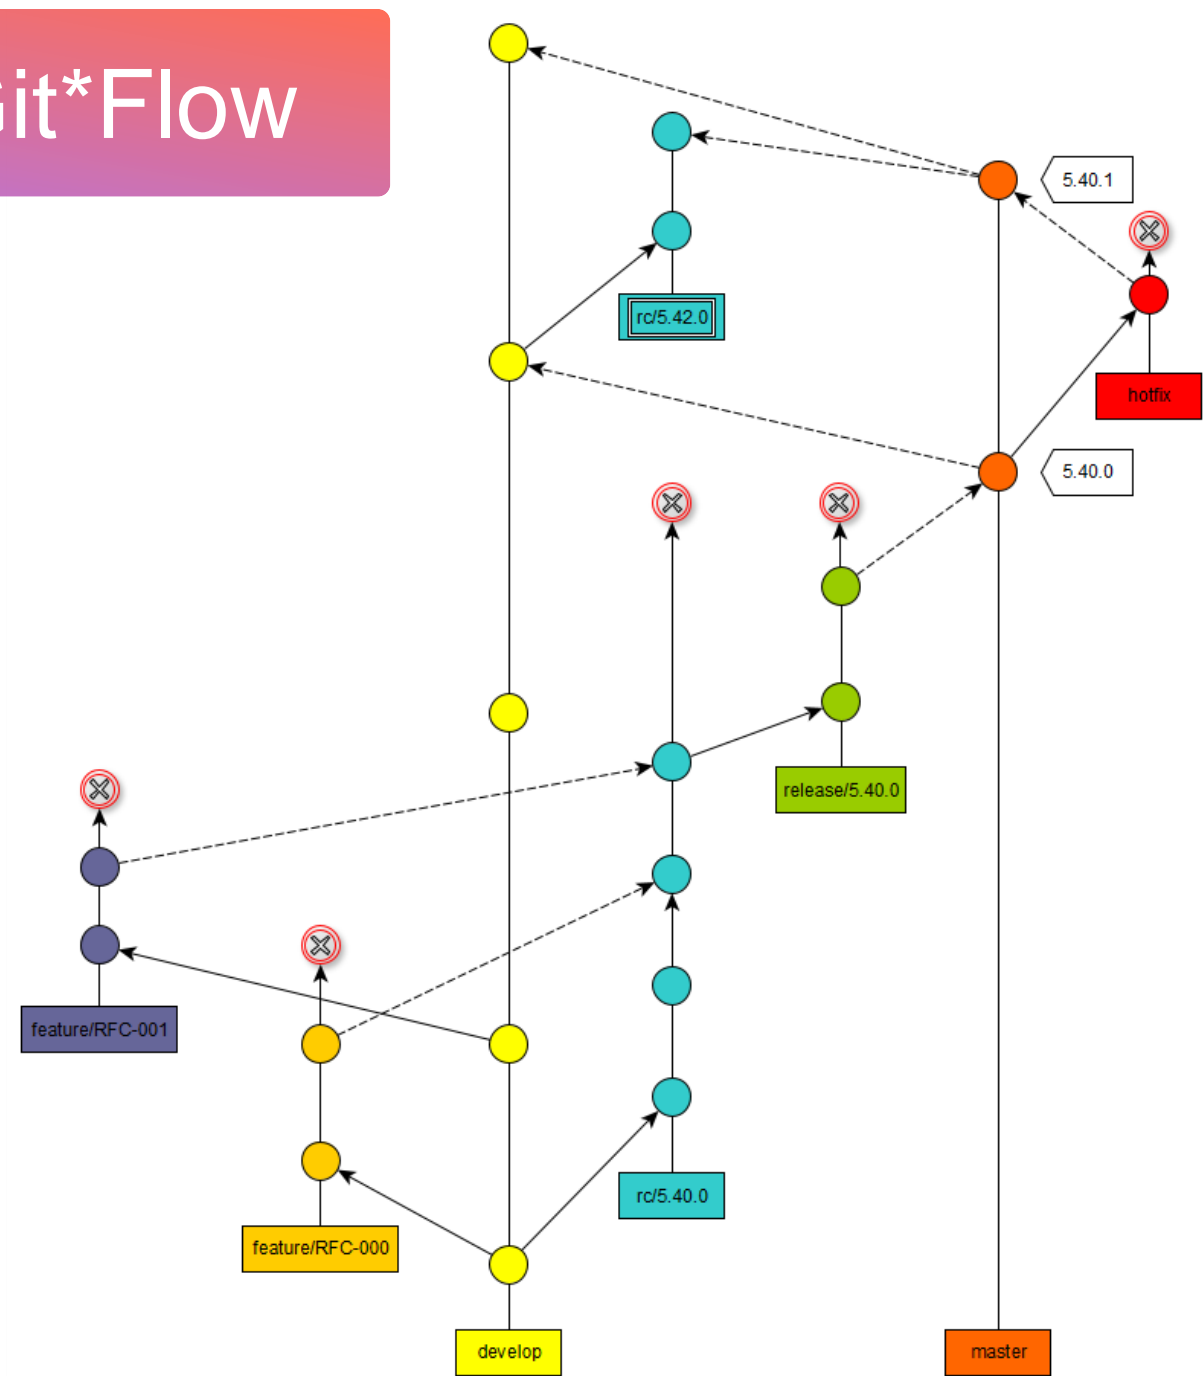 Git*Flow
5.40.1
rc/5.42.0
hotfix
5.40.0
release/5.40.0
feature/RFC-001
rc/5.40.0
feature/RFC-000
develop
master